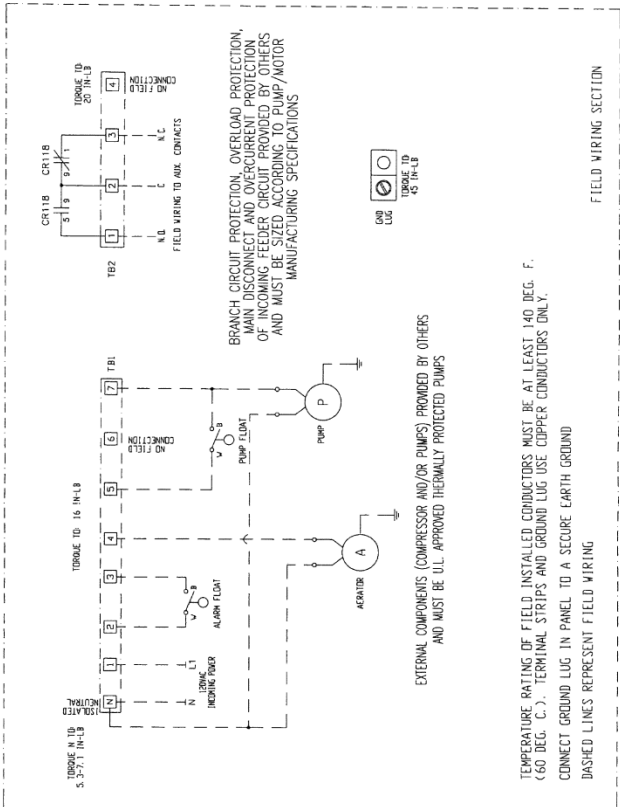 TORQUE N TO:
5.3-7.1 IN-LB
ISOLATED
NEUTRAL
TORQUE TO: 16 IN-LB
TB1
N
1
2
3
4
5
6
7
NO FIELD
CONNECTION
N
L1
120VAC
INCOMING POWER
W
B
ALARM FLOAT
W
B
PUMP FLOAT
A
AERATOR
P
PUMP
EXTERNAL COMPONENTS (COMPRESSOR AND/OR PUMPS) PROVIDED BY OTHERS
AND MUST BE U.L. APPROVED THERMALLY PROTECTED PUMPS
TEMPERATURE RATING OF FIELD INSTALLED CONDUCTORS MUST BE AT LEAST 140 DEG. F.
(60 DEG. C.). TERMINAL STRIPS AND GROUND LUG USE COPPER CONDUCTORS ONLY.
CONNECT GROUND LUG IN PANEL TO A SECURE EARTH GROUND
DASHED LINES REPRESENT FIELD WIRING
CR118
5
9
CR118
9
1
TORQUE TO:
20 IN-LB
TB2
1
2
3
4
NO FIELD
CONNECTION
N.O.
C
N.C.
FIELD WIRING TO AUX. CONTACTS
BRANCH CIRCUIT PROTECTION, OVERLOAD PROTECTION,
MAIN DISCONNECT AND OVERCURRENT PROTECTION
OF INCOMING FEEDER CIRCUIT PROVIDED BY OTHERS
AND MUST BE SIZED ACCORDING TO PUMP/MOTOR
MANUFACTURING SPECIFICATIONS
GND
LUG
TORQUE TO:
45 IN-LB
FIELD WIRING SECTION